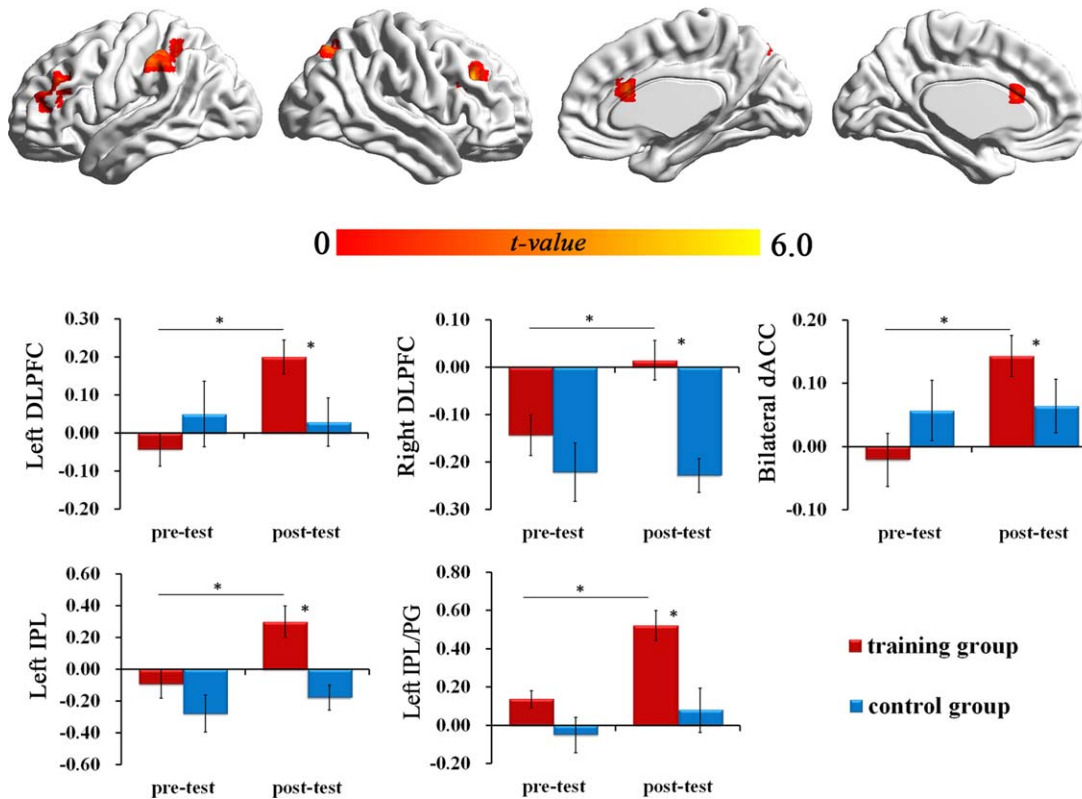 0 t-value 6.0
Left DLPFC
0.30
0.20
0.10
0.00
-0.10
-0.20
*
*
pre-test post-test
Right DLPFC
0.10
0.00
-0.10
-0.20
-0.30
*
*
pre-test post-test
Bilateral dACC
0.20
0.10
0.00
-0.10
*
*
pre-test post-test
Left IPL
0.60
0.40
0.20
0.00
-0.20
-0.40
-0.60
*
*
pre-test post-test
Left IPL/PG
0.80
0.60
0.40
0.20
0.00
-0.20
*
*
pre-test post-test
training group
control group